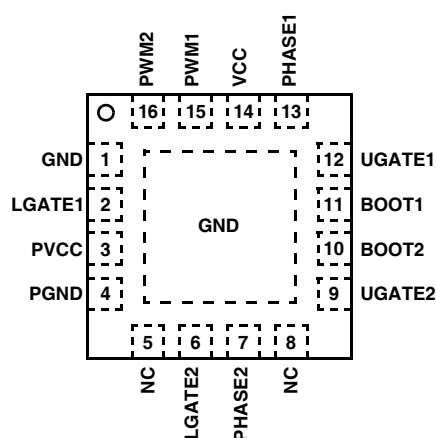 PWM2
PWM1
VCC
PHASE1
16
15
14
13
GND 1
12 UGATE1
LGATE1 2
11 BOOT1
GND
PVCC 3
10 BOOT2
PGND 4
9 UGATE2
5
6
7
8
NC
LGATE2
PHASE2
NC